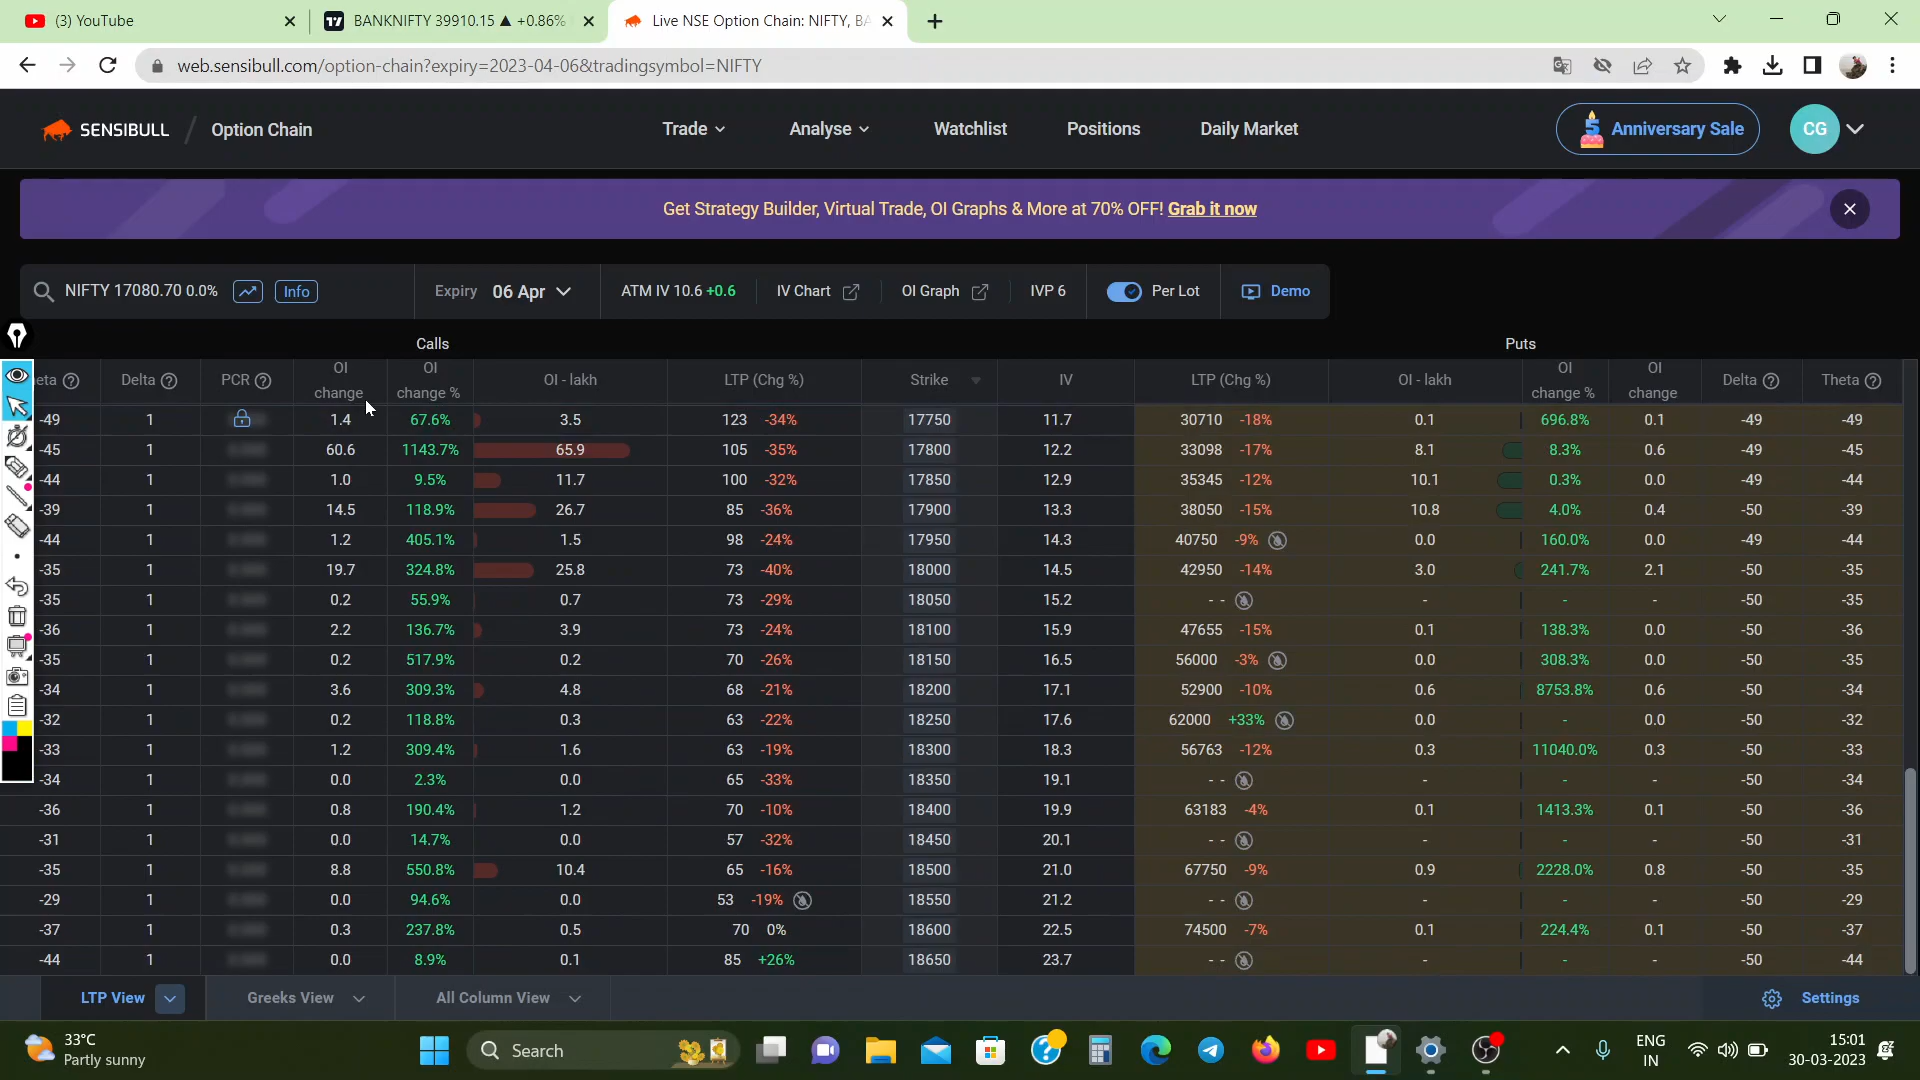 (3) YouTube
BANKNIFTY 39910.15 ▲ +0.86%
Live NSE Option Chain: NIFTY, BA
web.sensibull.com/option-chain?expiry=2023-04-06&tradingsymbol=NIFTY
SENSIBULL / Option Chain
Trade Analyse Watchlist Positions Daily Market
5 Anniversary Sale
CG
Get Strategy Builder, Virtual Trade, OI Graphs & More at 70% OFF! Grab it now
NIFTY 17080.70 0.0% Info Expiry 06 Apr ATM IV 10.6 +0.6 IV Chart OI Graph IVP 6 Per Lot Demo
Calls Puts
eta Delta PCR OI change OI change % OI - lakh LTP (Chg %) Strike IV LTP (Chg %) OI - lakh OI change % OI change Delta Theta
-49 1 1.4 67.6% 3.5 123 -34% 17750 11.7 30710 -18% 0.1 696.8% 0.1 -49 -49
-45 1 60.6 1143.7% 65.9 105 -35% 17800 12.2 33098 -17% 8.1 8.3% 0.6 -49 -45
-44 1 1.0 9.5% 11.7 100 -32% 17850 12.9 35345 -12% 10.1 0.3% 0.0 -49 -44
-39 1 14.5 118.9% 26.7 85 -36% 17900 13.3 38050 -15% 10.8 4.0% 0.4 -50 -39
-44 1 1.2 405.1% 1.5 98 -24% 17950 14.3 40750 -9% 0.0 160.0% 0.0 -49 -44
-35 1 19.7 324.8% 25.8 73 -40% 18000 14.5 42950 -14% 3.0 241.7% 2.1 -50 -35
-35 1 0.2 55.9% 0.7 73 -29% 18050 15.2 - - - - - -50 -35
-36 1 2.2 136.7% 3.9 73 -24% 18100 15.9 47655 -15% 0.1 138.3% 0.0 -50 -36
-35 1 0.2 517.9% 0.2 70 -26% 18150 16.5 56000 -3% 0.0 308.3% 0.0 -50 -35
-34 1 3.6 309.3% 4.8 68 -21% 18200 17.1 52900 -10% 0.6 8753.8% 0.6 -50 -34
-32 1 0.2 118.8% 0.3 63 -22% 18250 17.6 62000 +33% 0.0 - 0.0 -50 -32
-33 1 1.2 309.4% 1.6 63 -19% 18300 18.3 56763 -12% 0.3 11040.0% 0.3 -50 -33
-34 1 0.0 2.3% 0.0 65 -33% 18350 19.1 - - - - - -50 -34
-36 1 0.8 190.4% 1.2 70 -10% 18400 19.9 63183 -4% 0.1 1413.3% 0.1 -50 -36
-31 1 0.0 14.7% 0.0 57 -32% 18450 20.1 - - - - - -50 -31
-35 1 8.8 550.8% 10.4 65 -16% 18500 21.0 67750 -9% 0.9 2228.0% 0.8 -50 -35
-29 1 0.0 94.6% 0.0 53 -19% 18550 21.2 - - - - - -50 -29
-37 1 0.3 237.8% 0.5 70 0% 18600 22.5 74500 -7% 0.1 224.4% 0.1 -50 -37
-44 1 0.0 8.9% 0.1 85 +26% 18650 23.7 - - - - - -50 -44
LTP View Greeks View All Column View Settings
33°C
Partly sunny
Search
ENG
IN
15:01
30-03-2023